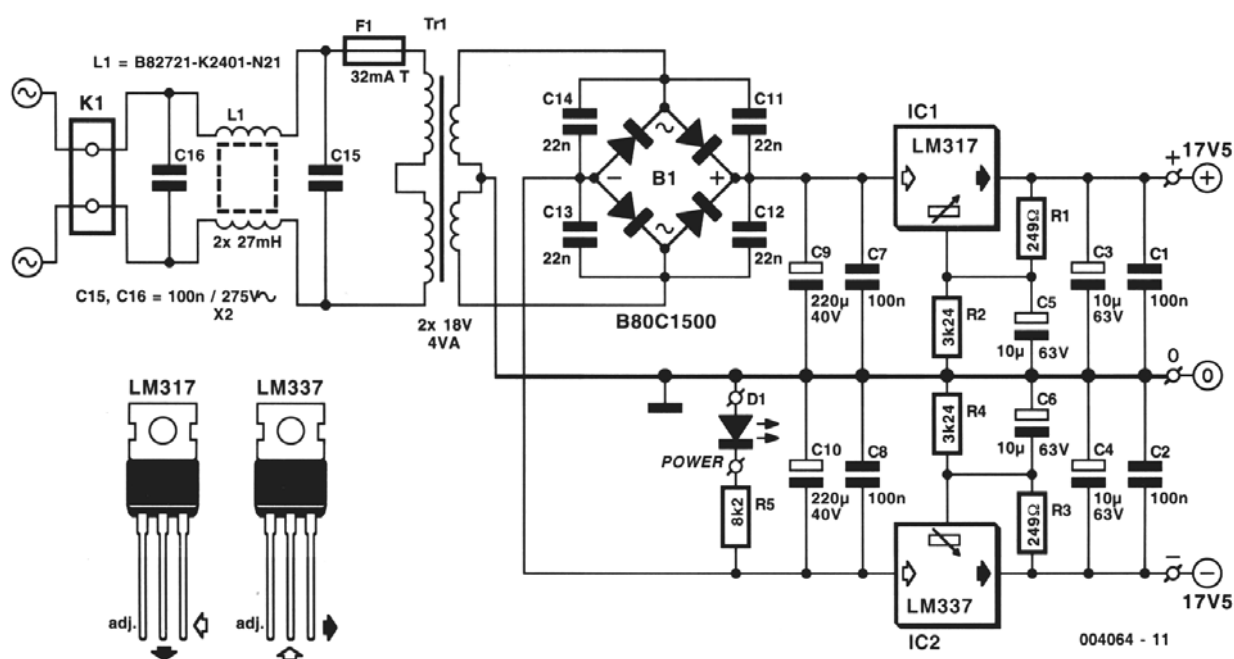 L1 = B82721-K2401-N21
K1
C16
L1
2x 27mH
C15
C15, C16 = 100n / 275V~
X2
F1
32mA T
Tr1
2x 18V
4VA
C14
22n
C11
22n
C13
22n
C12
22n
~
B1
−
+
~
B80C1500
IC1
LM317
R1
249Ω
C9
220µ
40V
C7
100n
R2
3k24
C5
10µ
63V
C3
10µ
63V
C1
100n
+
17V5
+
0
0
D1
POWER
R5
8k2
C10
220µ
40V
C8
100n
R4
3k24
C6
10µ
63V
R3
249Ω
C4
10µ
63V
C2
100n
−
−
17V5
LM337
IC2
LM317
adj.
LM337
adj.
004064 - 11